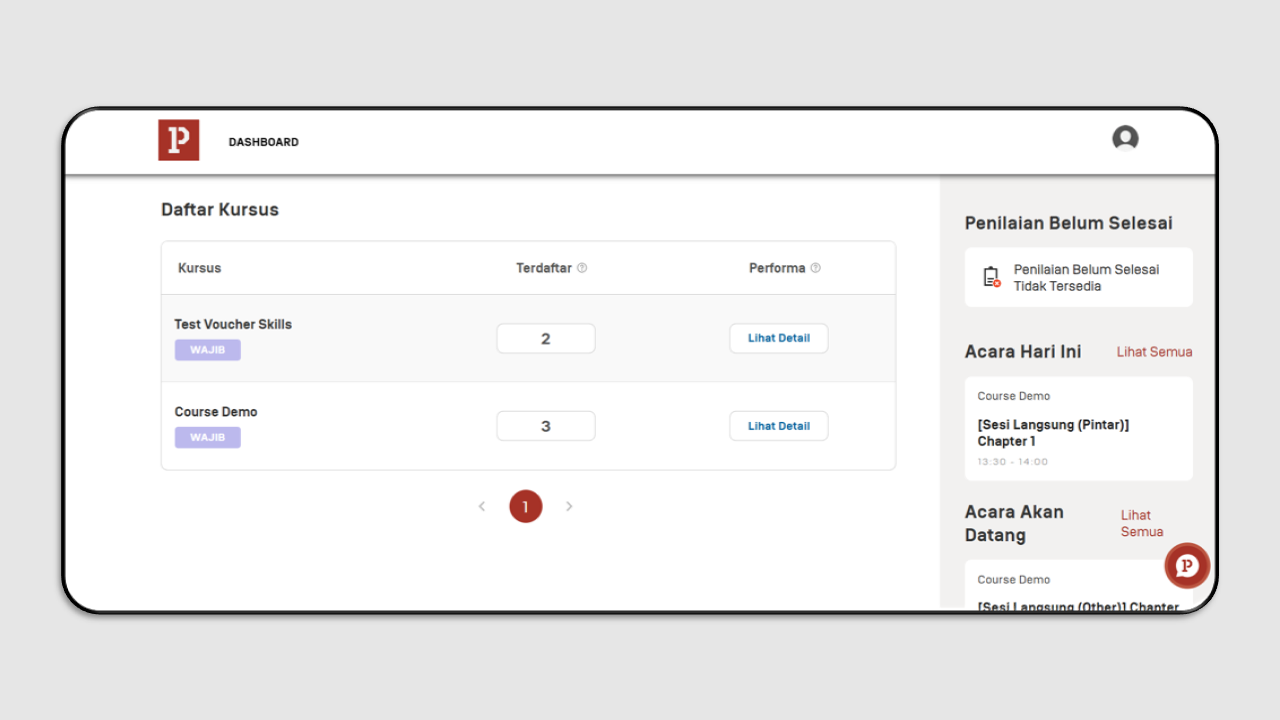 P
DASHBOARD
Daftar Kursus
Kursus Terdaftar Performa
Test Voucher Skills
WAJIB
2
Lihat Detail
Course Demo
WAJIB
3
Lihat Detail
1
Penilaian Belum Selesai
Penilaian Belum Selesai
Tidak Tersedia
Acara Hari Ini
Lihat Semua
Course Demo
[Sesi Langsung (Pintar)]
Chapter 1
13:30 - 14:00
Acara Akan
Datang
Lihat
Semua
Course Demo
[Sesi Langsung (Other)] Chapter
P